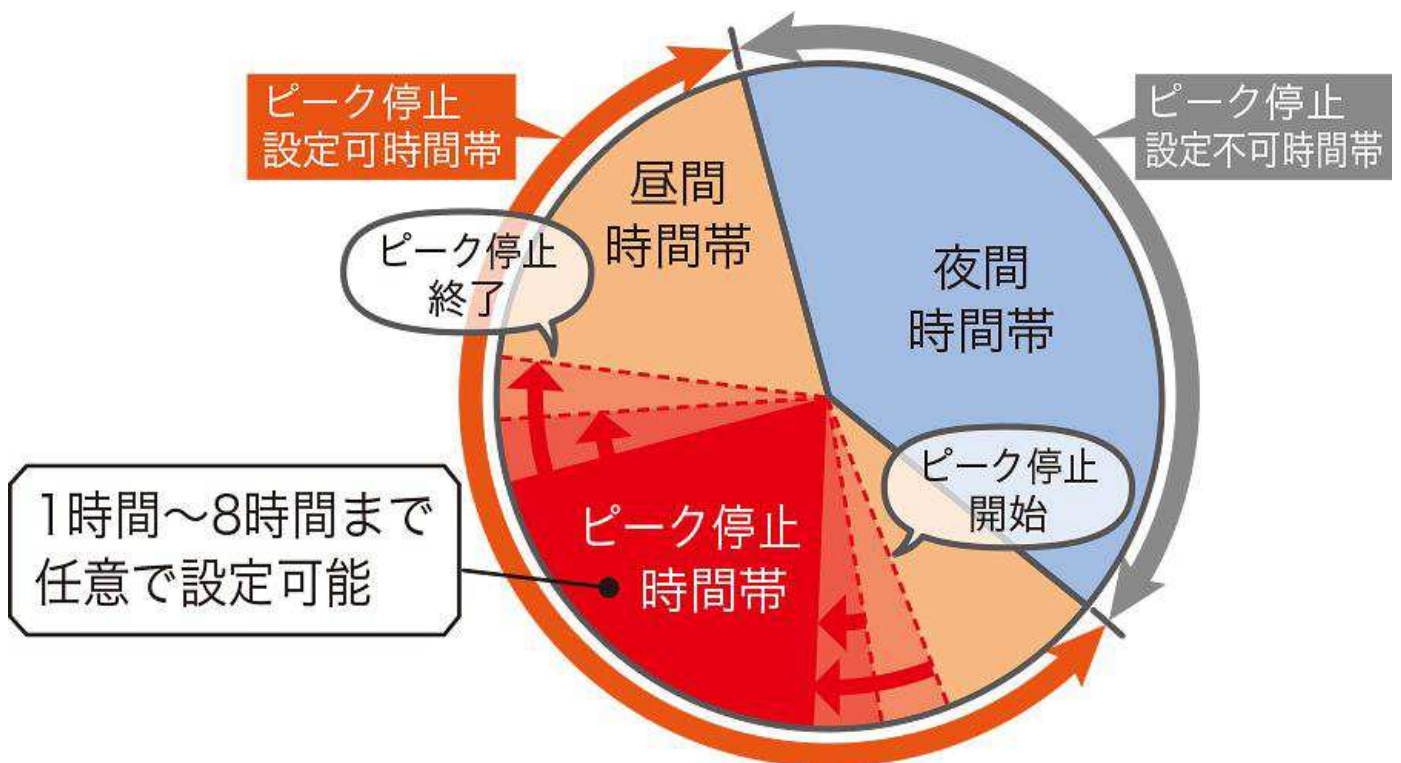 ピーク停止
設定可時間帯
ピーク停止
設定不可時間帯
昼間
時間帯
ピーク停止
終了
夜間
時間帯
ピーク停止
開始
1時間～8時間まで
任意で設定可能
ピーク停止
時間帯